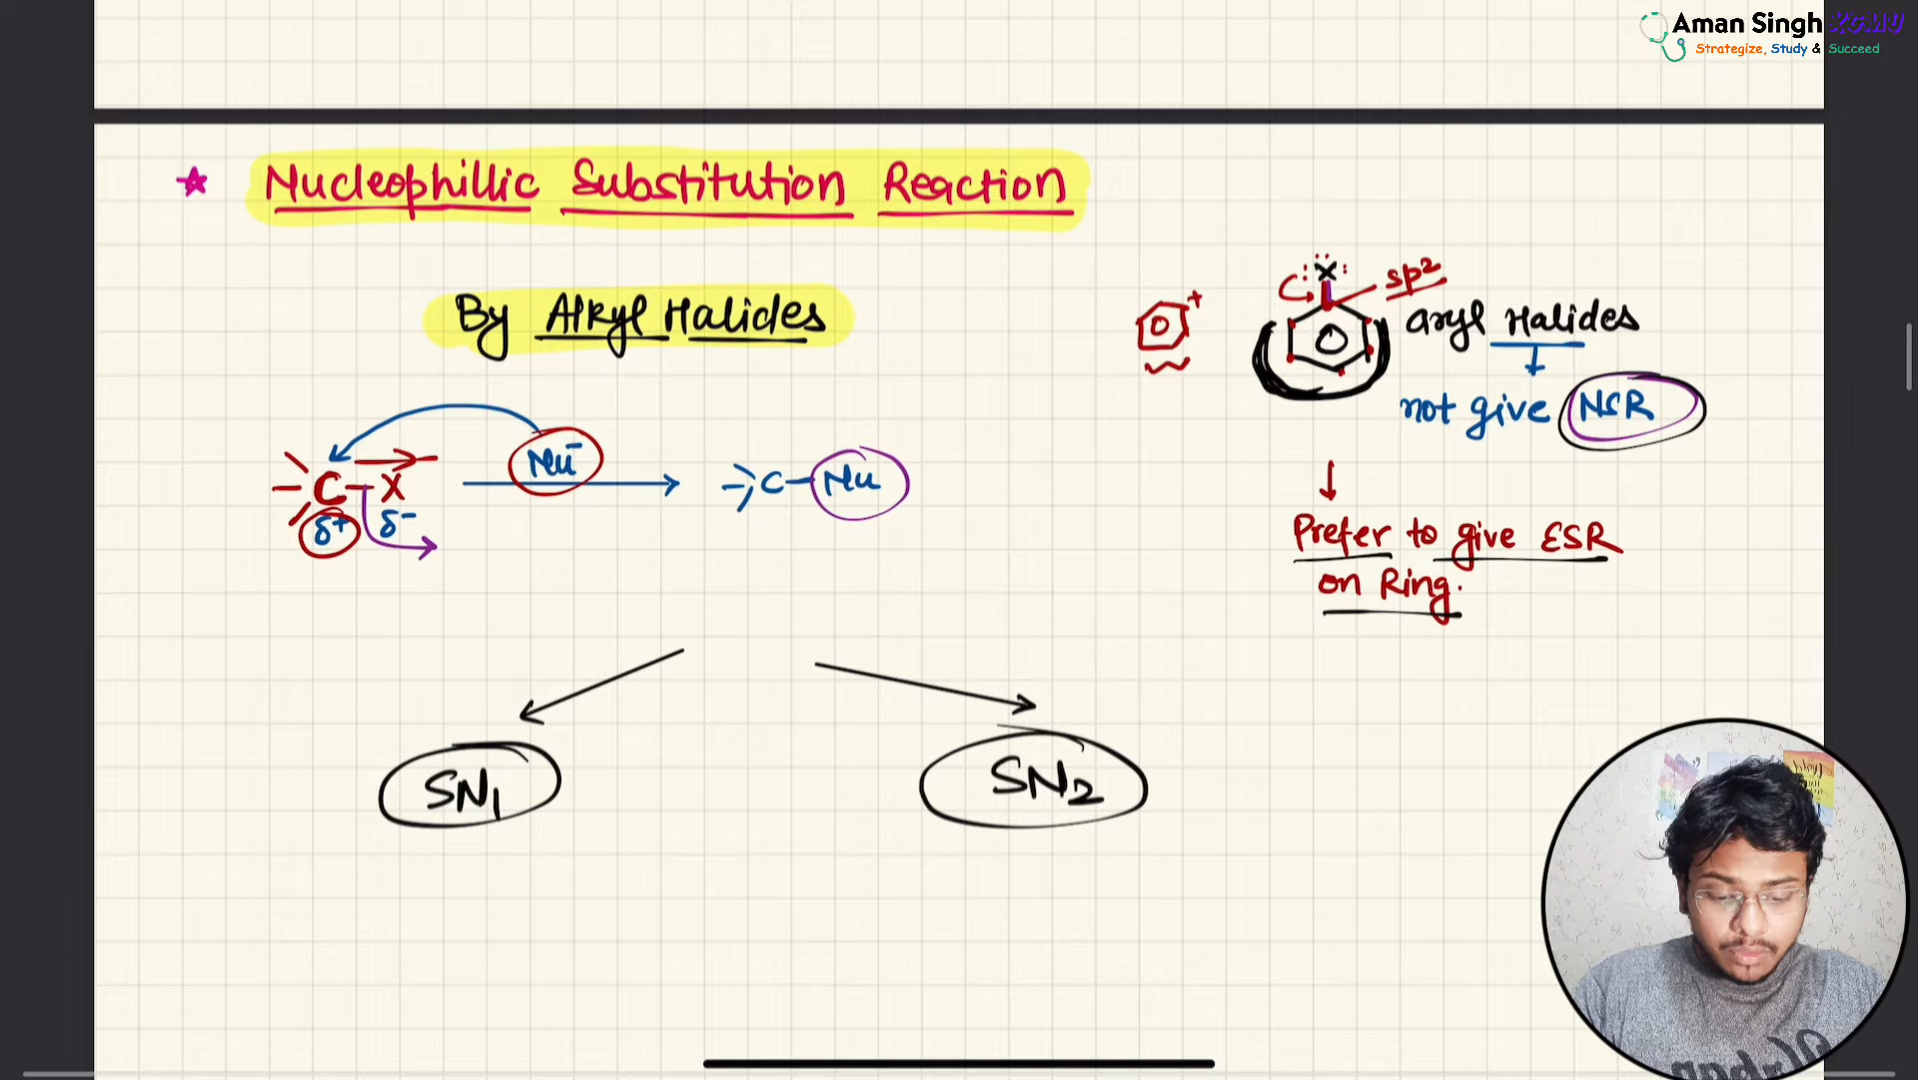 Aman Singh KGMU
Strategize, Study & Succeed
Nucleophillic Substitution Reaction
By Alkyl Halides
X
C
sp²
+
aryl Halides
not give NSR
Nu⁻
C-X
δ+ δ-
C-Nu
Prefer to give ESR
on Ring.
SN1
SN2